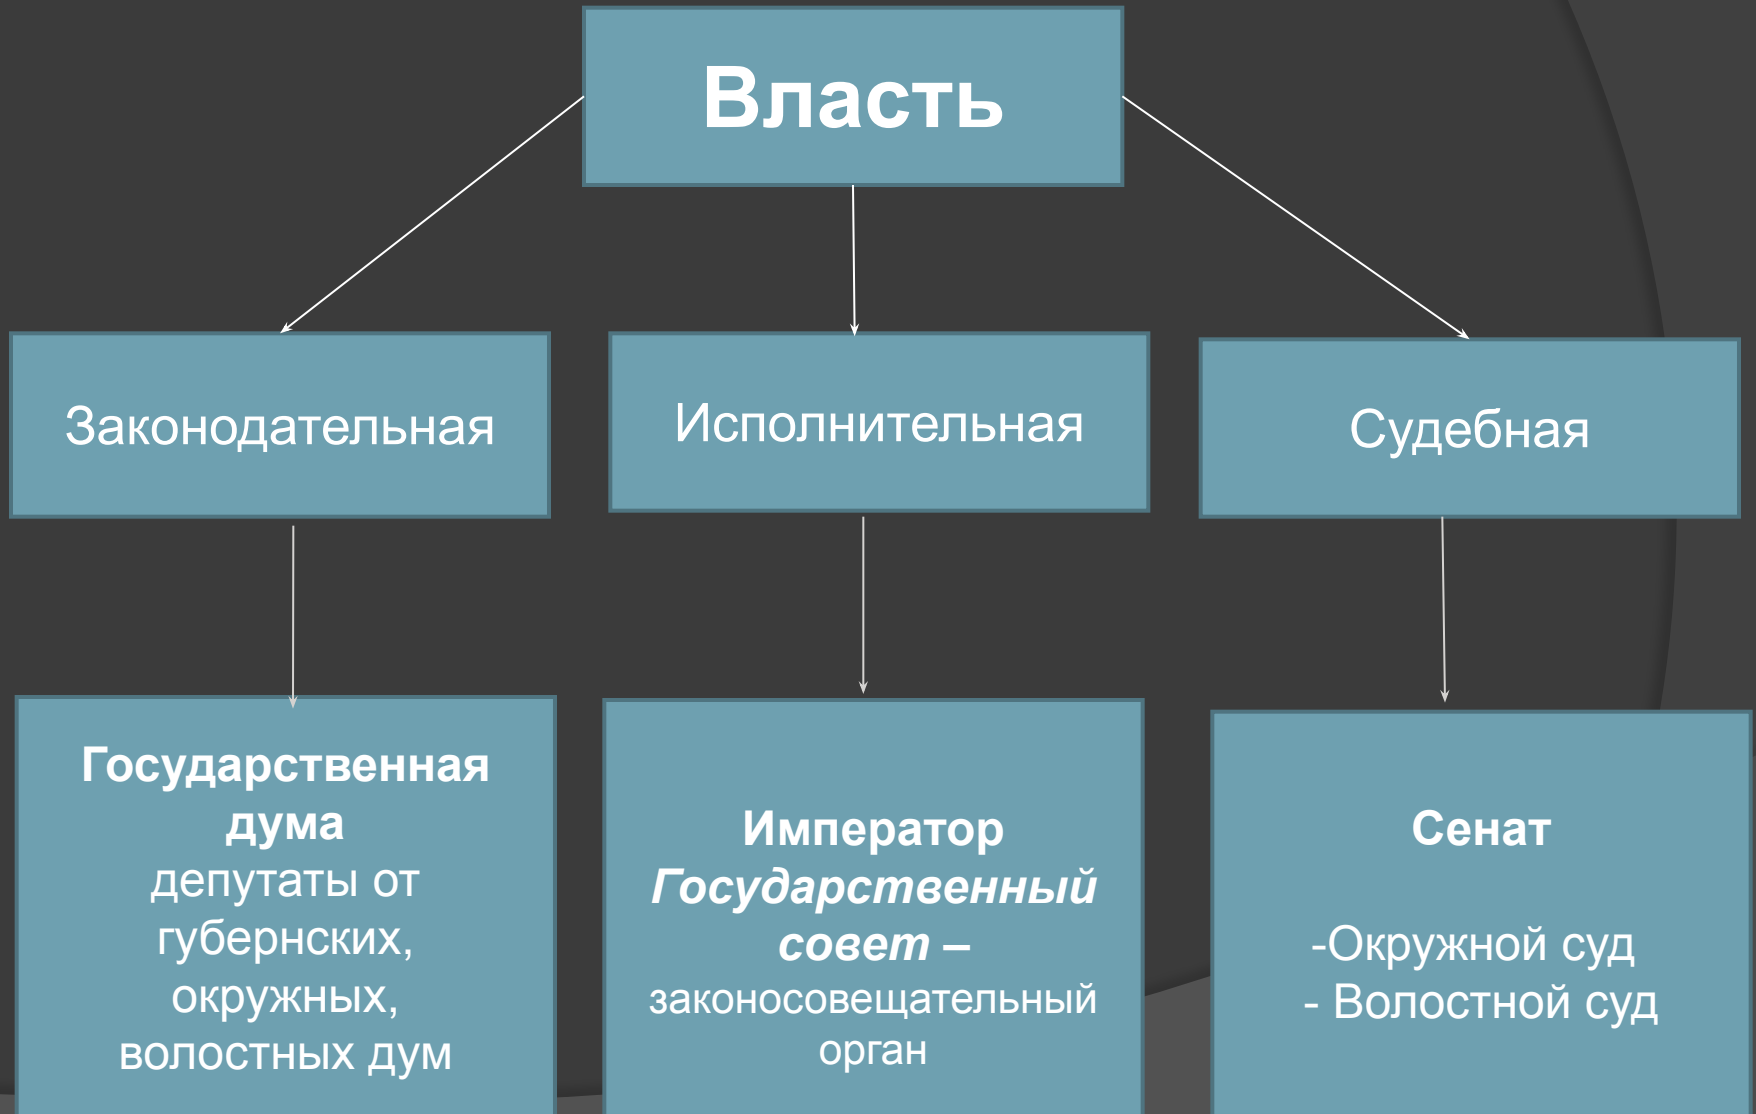 Власть
Законодательная
Исполнительная
Судебная
Государственная
дума
депутаты от
губернских,
окружных,
волостных дум
Император
Государственный
совет –
законосовещательный
орган
Сенат
-Окружной суд
- Волостной суд